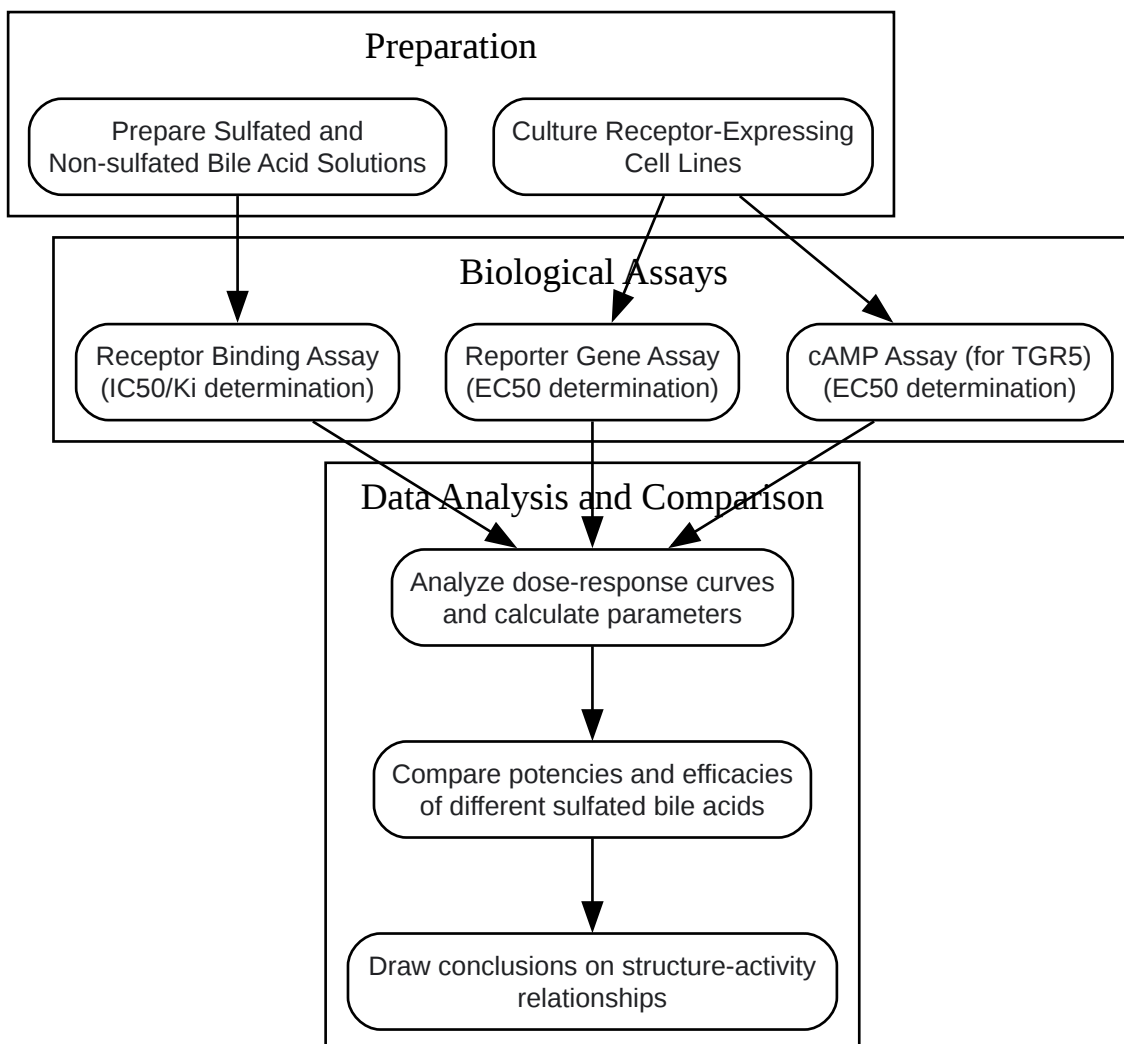 Preparation
Prepare Sulfated and
Non-sulfated Bile Acid Solutions
Culture Receptor-Expressing
Cell Lines
Biological Assays
Receptor Binding Assay
(IC50/Ki determination)
Reporter Gene Assay
(EC50 determination)
cAMP Assay (for TGR5)
(EC50 determination)
Data Analysis and Comparison
Analyze dose-response curves
and calculate parameters
Compare potencies and efficacies
of different sulfated bile acids
Draw conclusions on structure-activity
relationships